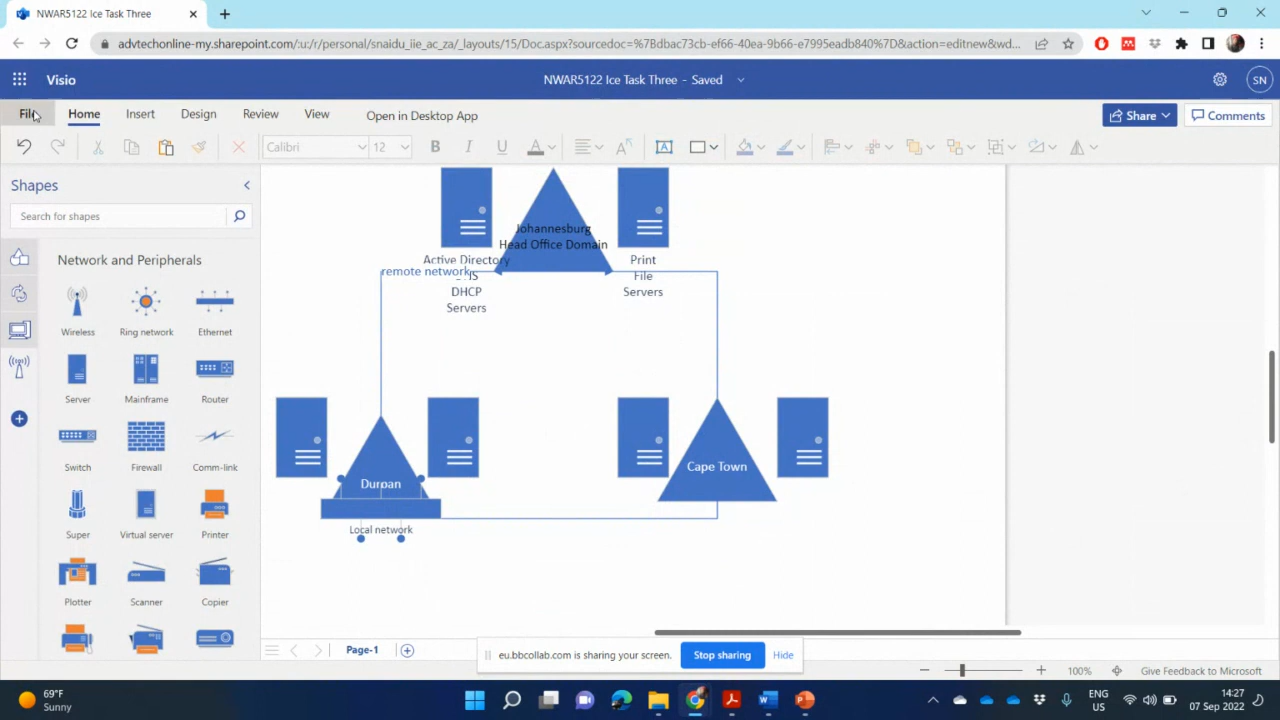 NWAR5122 Ice Task Three
advtechonline-my.sharepoint.com/:u:/r/personal/snaidu_iie_ac_za/_layouts/15/Doc.aspx?sourcedoc=%7Bdbac73cb-ef66-40ea-9b66-e7995eadb840%7D&action=editnew&wd...
Visio
NWAR5122 Ice Task Three - Saved
SN
File
Home
Insert
Design
Review
View
Open in Desktop App
Share
Comments
Calibri
12
B
I
U
A
Shapes
Search for shapes
Network and Peripherals
Wireless
Ring network
Ethernet
Server
Mainframe
Router
Switch
Firewall
Comm-link
Super
Virtual server
Printer
Plotter
Scanner
Copier
Johannesburg
Head Office Domain
Active Directory
DHCP
Servers
remote network
Print
File
Servers
Durpan
Local network
Cape Town
Page-1
eu.bbcollab.com is sharing your screen.
Stop sharing
Hide
100%
Give Feedback to Microsoft
69°F
Sunny
ENG
US
14:27
07 Sep 2022